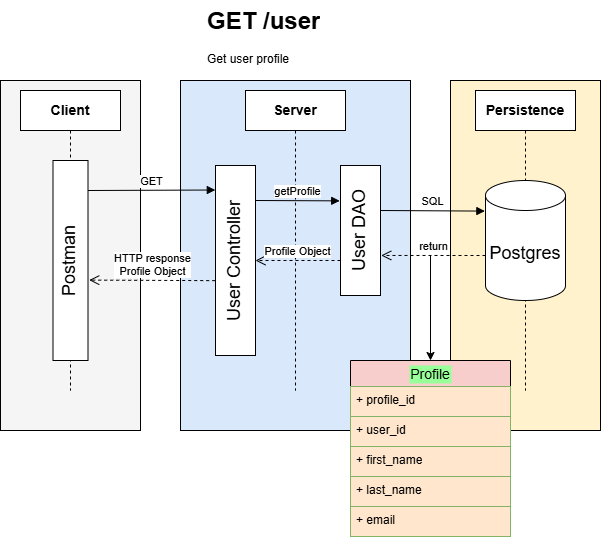 GET /user
Get user profile
Client
Server
Persistence
GET
getProfile
SQL
Postman
User Controller
User DAO
Postgres
HTTP response
Profile Object
Profile Object
return
Profile
+ profile_id
+ user_id
+ first_name
+ last_name
+ email